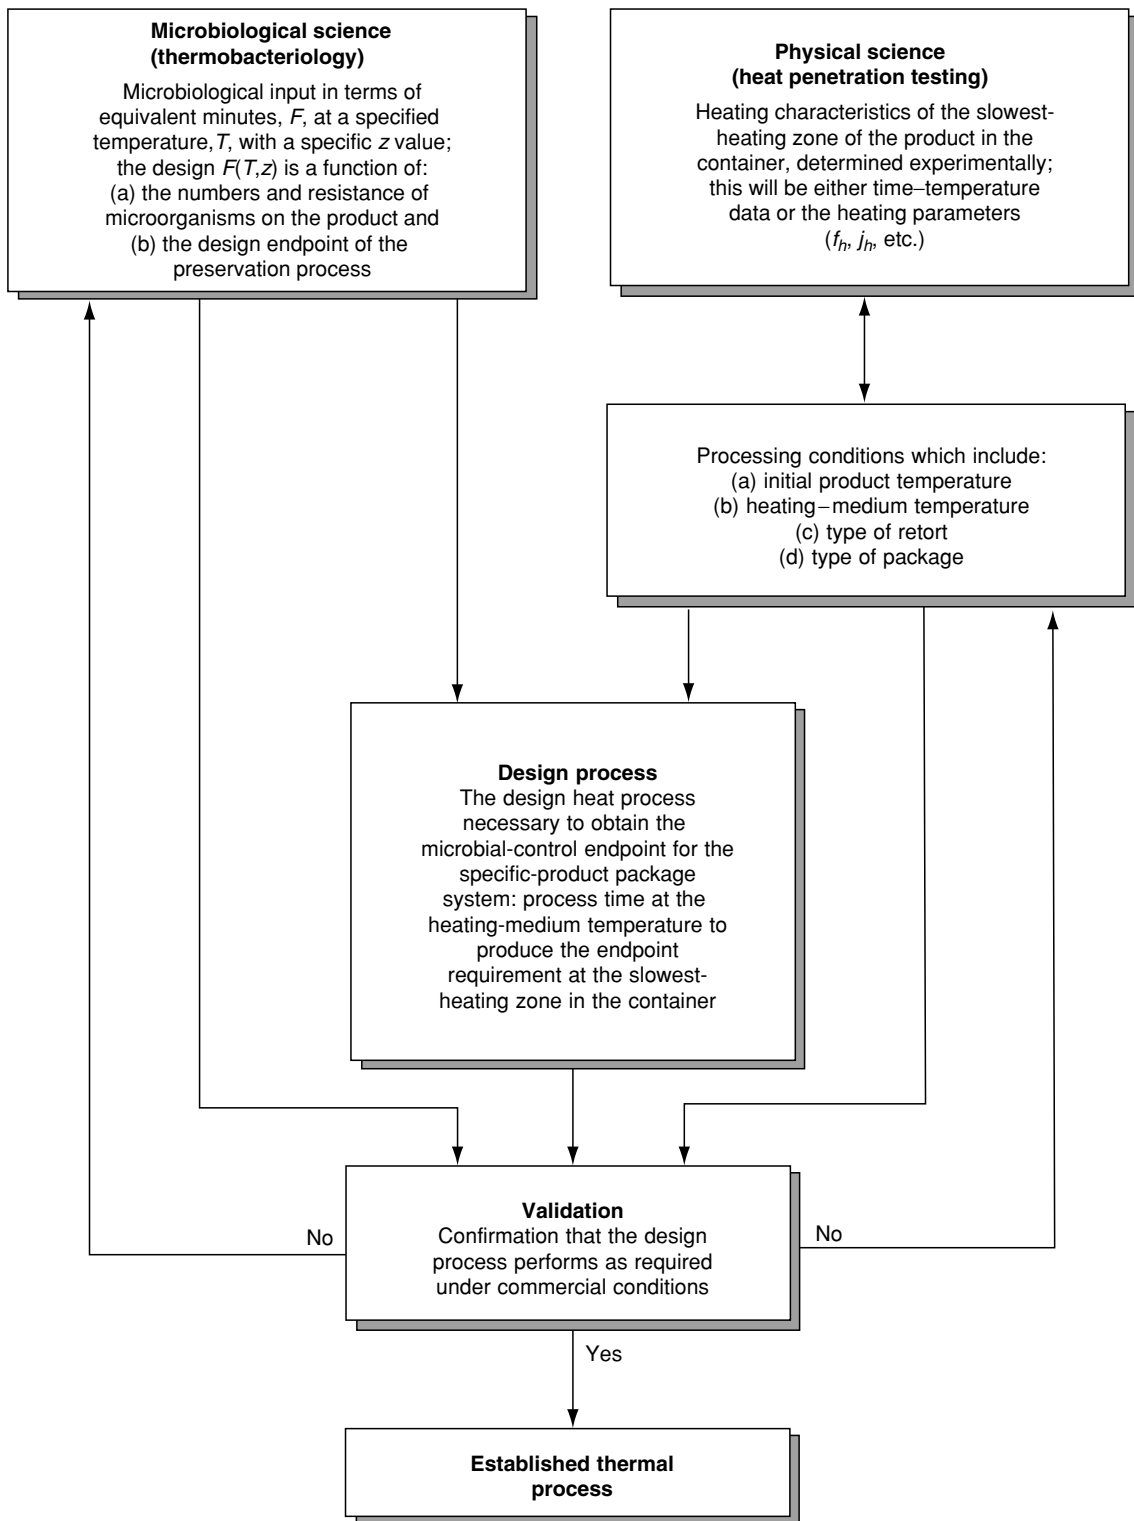 Microbiological science
(thermobacteriology)
Microbiological input in terms of
equivalent minutes, F, at a specified
temperature, T, with a specific z value;
the design F(T,z) is a function of:
(a) the numbers and resistance of
microorganisms on the product and
(b) the design endpoint of the
preservation process
Physical science
(heat penetration testing)
Heating characteristics of the slowest-
heating zone of the product in the
container, determined experimentally;
this will be either time–temperature
data or the heating parameters
(fh, jh, etc.)
Processing conditions which include:
(a) initial product temperature
(b) heating–medium temperature
(c) type of retort
(d) type of package
Design process
The design heat process
necessary to obtain the
microbial-control endpoint for the
specific-product package
system: process time at the
heating-medium temperature to
produce the endpoint
requirement at the slowest-
heating zone in the container
No
Validation
Confirmation that the design
process performs as required
under commercial conditions
No
Yes
Established thermal
process